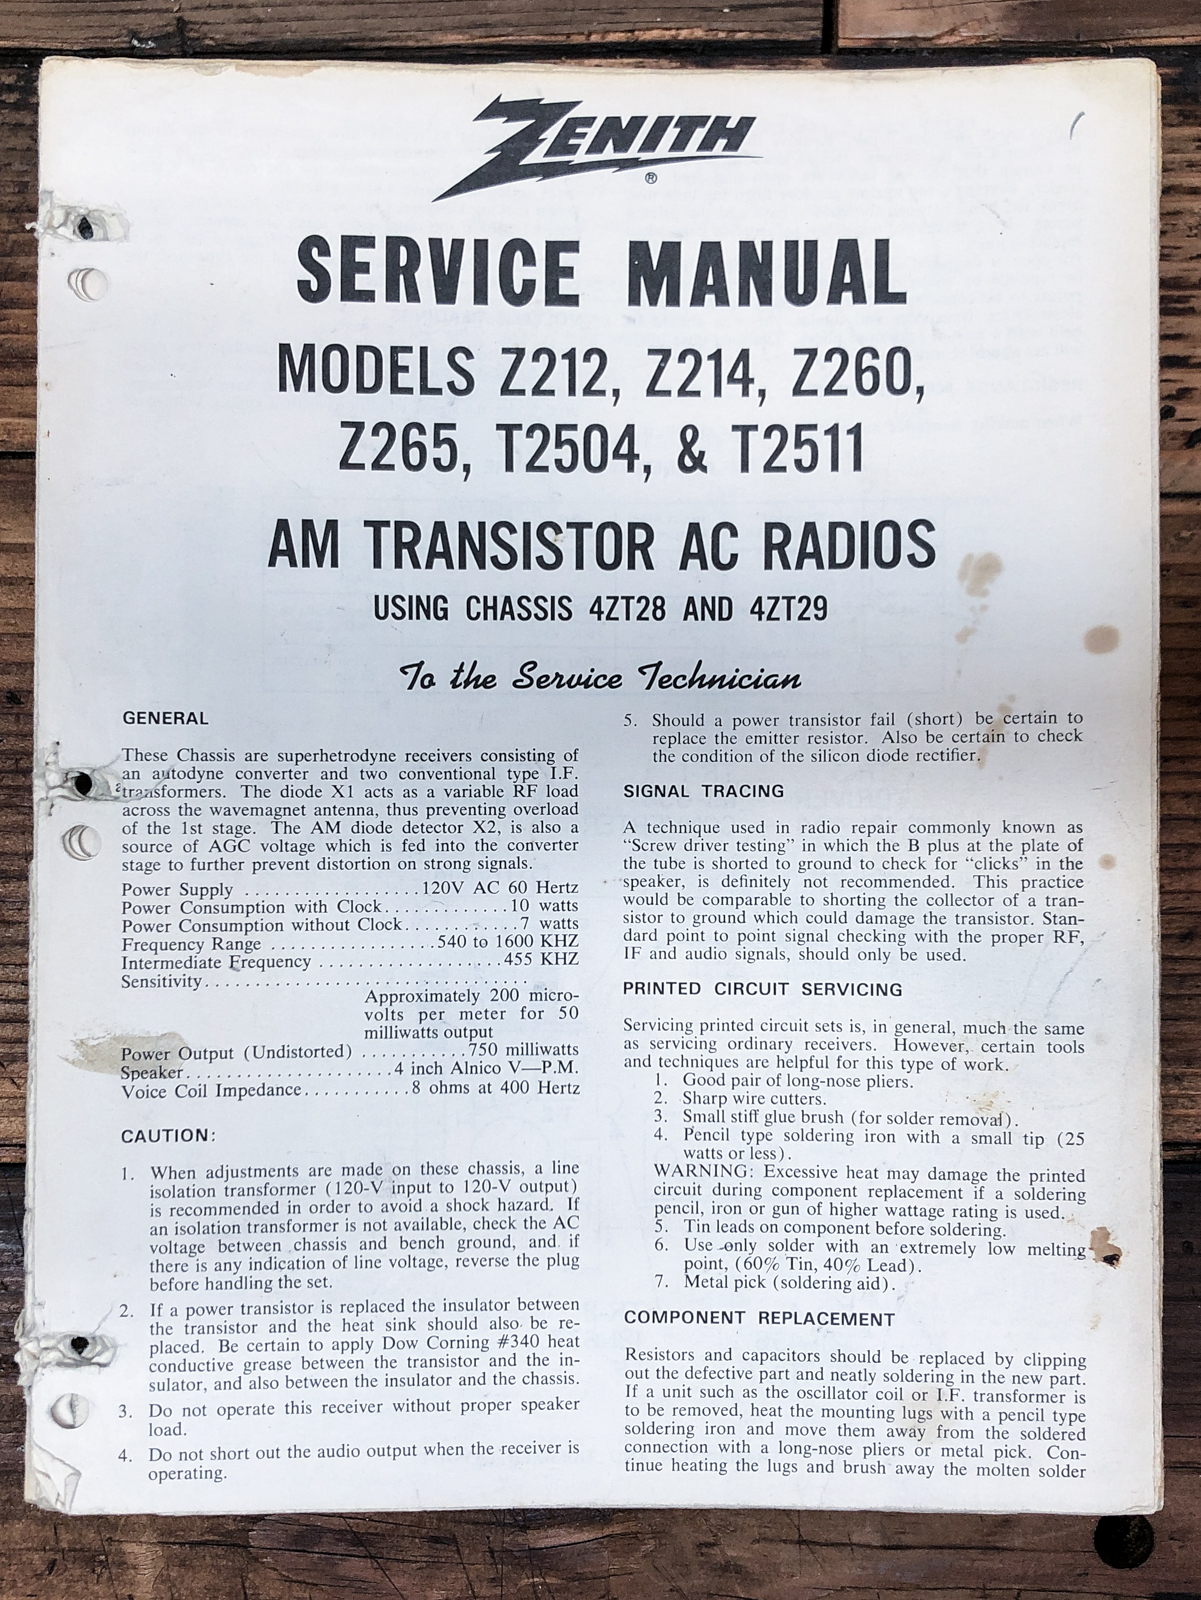 ZENITH
®
SERVICE MANUAL
MODELS Z212, Z214, Z260,
Z265, T2504, & T2511
AM TRANSISTOR AC RADIOS
USING CHASSIS 4ZT28 AND 4ZT29
To the Service Technician
GENERAL
These Chassis are superhetrodyne receivers consisting of
an autodyne converter and two conventional type I.F.
transformers. The diode X1 acts as a variable RF load
across the wavemagnet antenna, thus preventing overload
of the 1st stage. The AM diode detector X2, is also a
source of AGC voltage which is fed into the converter
stage to further prevent distortion on strong signals.
Power Supply ..................120V AC 60 Hertz
Power Consumption with Clock.............10 watts
Power Consumption without Clock............7 watts
Frequency Range .................540 to 1600 KHZ
Intermediate Frequency ...................455 KHZ
Sensitivity.................................
Approximately 200 micro-
volts per meter for 50
milliwatts output
Power Output (Undistorted) ...........750 milliwatts
Speaker.....................4 inch Alnico V—P.M.
Voice Coil Impedance...........8 ohms at 400 Hertz
CAUTION:
1. When adjustments are made on these chassis, a line
isolation transformer (120-V input to 120-V output)
is recommended in order to avoid a shock hazard. If
an isolation transformer is not available, check the AC
voltage between chassis and bench ground, and if
there is any indication of line voltage, reverse the plug
before handling the set.
2. If a power transistor is replaced the insulator between
the transistor and the heat sink should also be re-
placed. Be certain to apply Dow Corning #340 heat
conductive grease between the transistor and the in-
sulator, and also between the insulator and the chassis.
3. Do not operate this receiver without proper speaker
load.
4. Do not short out the audio output when the receiver is
operating.
5. Should a power transistor fail (short) be certain to
replace the emitter resistor. Also be certain to check
the condition of the silicon diode rectifier.
SIGNAL TRACING
A technique used in radio repair commonly known as
"Screw driver testing" in which the B plus at the plate of
the tube is shorted to ground to check for "clicks" in the
speaker, is definitely not recommended. This practice
would be comparable to shorting the collector of a tran-
sistor to ground which could damage the transistor. Stan-
dard point to point signal checking with the proper RF,
IF and audio signals, should only be used.
PRINTED CIRCUIT SERVICING
Servicing printed circuit sets is, in general, much the same
as servicing ordinary receivers. However, certain tools
and techniques are helpful for this type of work.
1. Good pair of long-nose pliers.
2. Sharp wire cutters.
3. Small stiff glue brush (for solder removal).
4. Pencil type soldering iron with a small tip (25
watts or less).
WARNING: Excessive heat may damage the printed
circuit during component replacement if a soldering
pencil, iron or gun of higher wattage rating is used.
5. Tin leads on component before soldering.
6. Use only solder with an extremely low melting
point, (60% Tin, 40% Lead).
7. Metal pick (soldering aid).
COMPONENT REPLACEMENT
Resistors and capacitors should be replaced by clipping
out the defective part and neatly soldering in the new part.
If a unit such as the oscillator coil or I.F. transformer is
to be removed, heat the mounting lugs with a pencil type
soldering iron and move them away from the soldered
connection with a long-nose pliers or metal pick. Con-
tinue heating the lugs and brush away the molten solder